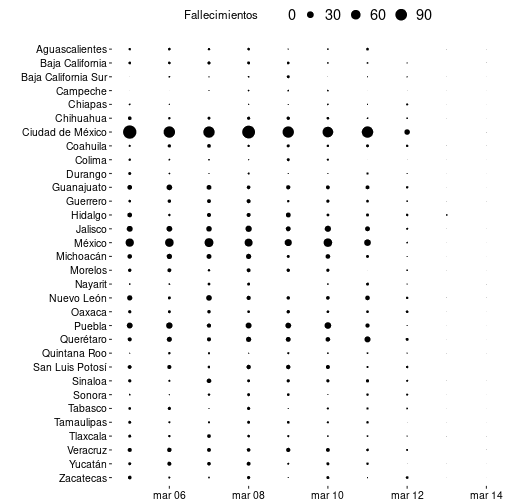 Fallecimientos 0 30 60 90
Aguascalientes
Baja California
Baja California Sur
Campeche
Chiapas
Chihuahua
Ciudad de México
Coahuila
Colima
Durango
Guanajuato
Guerrero
Hidalgo
Jalisco
México
Michoacán
Morelos
Nayarit
Nuevo León
Oaxaca
Puebla
Querétaro
Quintana Roo
San Luis Potosí
Sinaloa
Sonora
Tabasco
Tamaulipas
Tlaxcala
Veracruz
Yucatán
Zacatecas
mar 06 mar 08 mar 10 mar 12 mar 14